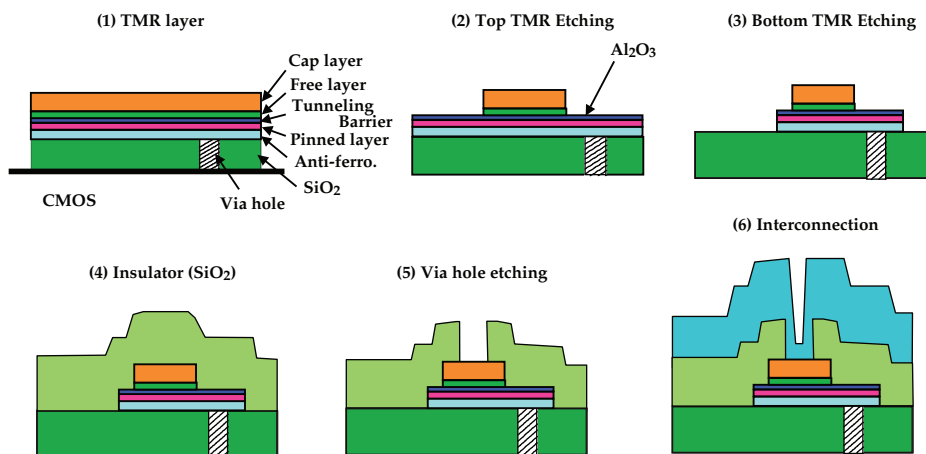 (1) TMR layer
Cap layer
Free layer
Tunneling
Barrier
Pinned layer
Anti-ferro.
SiO₂
Via hole
CMOS
(2) Top TMR Etching
Al₂O₃
(3) Bottom TMR Etching
(4) Insulator (SiO₂)
(5) Via hole etching
(6) Interconnection